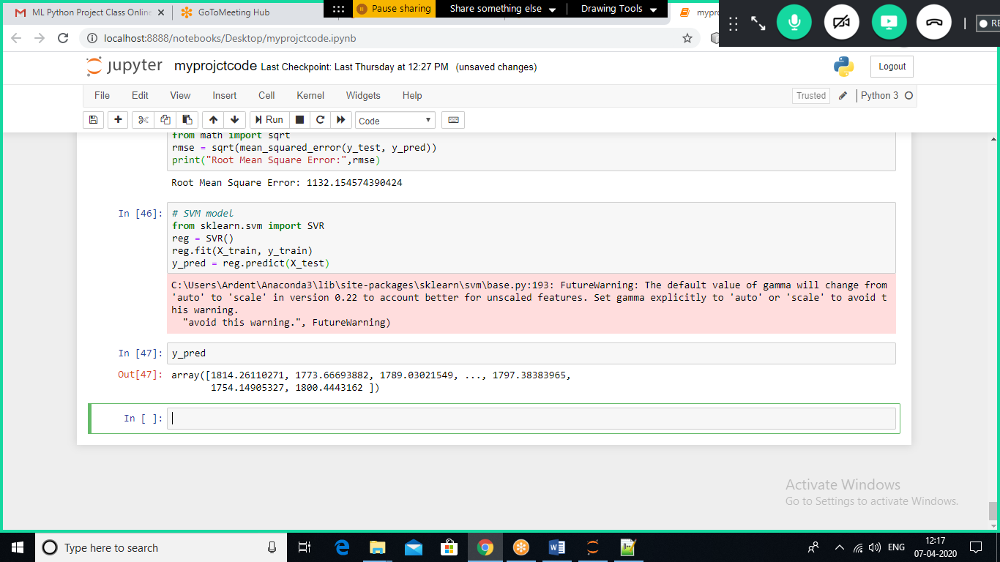 ML Python Project Class Online
GoToMeeting Hub
Pause sharing
Share something else
Drawing Tools
myproj
RE
localhost:8888/notebooks/Desktop/myprojctcode.ipynb
jupyter myprojctcode Last Checkpoint: Last Thursday at 12:27 PM (unsaved changes)
Logout
File Edit View Insert Cell Kernel Widgets Help
Trusted
Python 3
Run
Code
from math import sqrt
rmse = sqrt(mean_squared_error(y_test, y_pred))
print("Root Mean Square Error:",rmse)
Root Mean Square Error: 1132.154574390424
In [46]: # SVM model
from sklearn.svm import SVR
reg = SVR()
reg.fit(X_train, y_train)
y_pred = reg.predict(X_test)
C:\Users\Ardent\Anaconda3\lib\site-packages\sklearn\svm\base.py:193: FutureWarning: The default value of gamma will change from
'auto' to 'scale' in version 0.22 to account better for unscaled features. Set gamma explicitly to 'auto' or 'scale' to avoid t
his warning.
"avoid this warning.", FutureWarning)
In [47]: y_pred
Out[47]: array([1814.26110271, 1773.66693882, 1789.03021549, ..., 1797.38383965,
1754.14905327, 1800.4443162 ])
In [ ]:
Activate Windows
Go to Settings to activate Windows.
Type here to search
ENG
12:17
07-04-2020